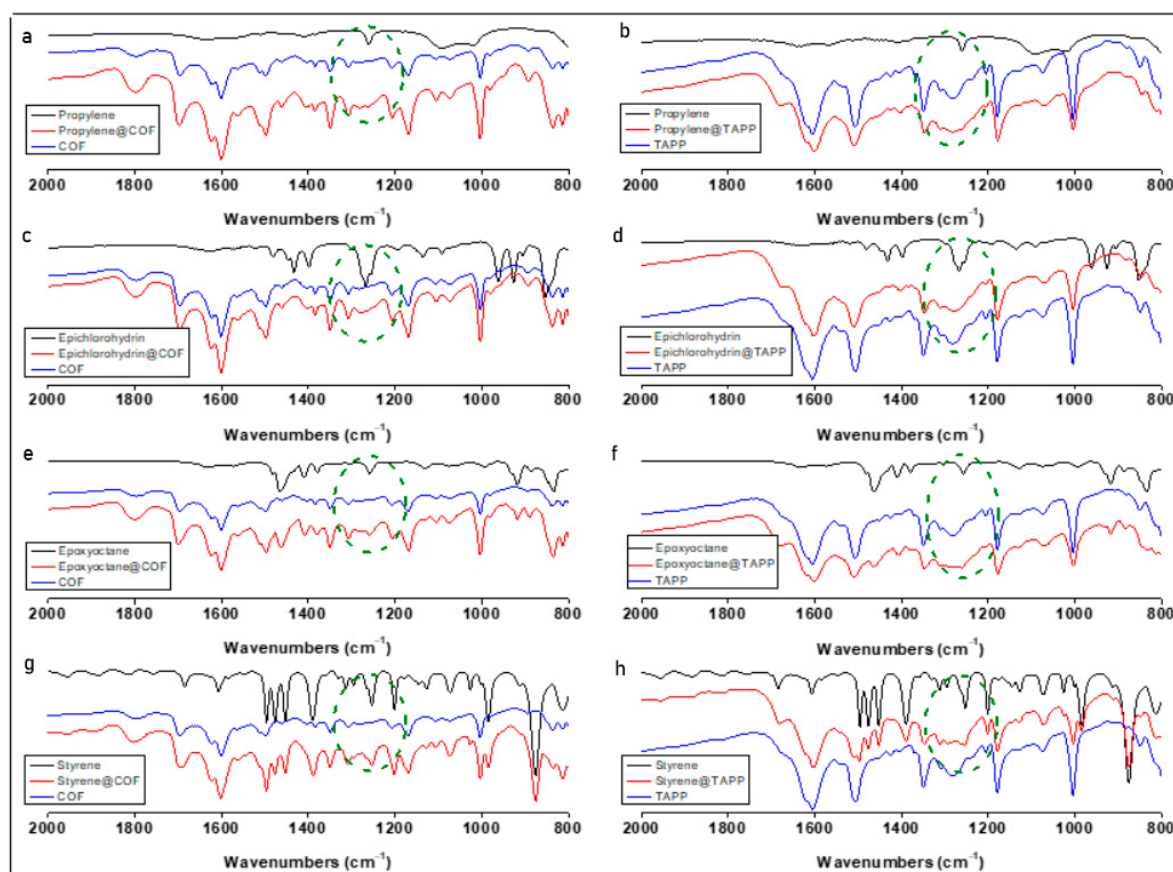 a
Propylene
Propylene@COF
COF
2000 1800 1600 1400 1200 1000 800
Wavenumbers (cm⁻¹)
b
Propylene
Propylene@TAPP
TAPP
2000 1800 1600 1400 1200 1000 800
Wavenumbers (cm⁻¹)
c
Epichlorohydrin
Epichlorohydrin@COF
COF
2000 1800 1600 1400 1200 1000 800
Wavenumbers (cm⁻¹)
d
Epichlorohydrin
Epichlorohydrin@TAPP
TAPP
2000 1800 1600 1400 1200 1000 800
Wavenumbers (cm⁻¹)
e
Epoxyoctane
Epoxyoctane@COF
COF
2000 1800 1600 1400 1200 1000 800
Wavenumbers (cm⁻¹)
f
Epoxyoctane
Epoxyoctane@TAPP
TAPP
2000 1800 1600 1400 1200 1000 800
Wavenumbers (cm⁻¹)
g
Styrene
Styrene@COF
COF
2000 1800 1600 1400 1200 1000 800
Wavenumbers (cm⁻¹)
h
Styrene
Styrene@TAPP
TAPP
2000 1800 1600 1400 1200 1000 800
Wavenumbers (cm⁻¹)